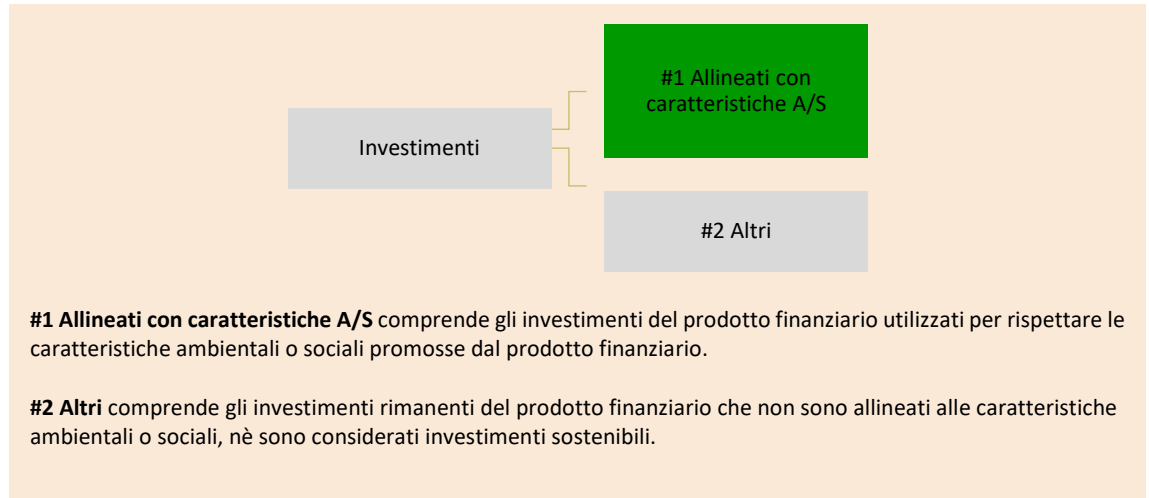 #1 Allineati con
caratteristiche A/S
Investimenti
#2 Altri
#1 Allineati con caratteristiche A/S comprende gli investimenti del prodotto finanziario utilizzati per rispettare le
caratteristiche ambientali o sociali promosse dal prodotto finanziario.
#2 Altri comprende gli investimenti rimanenti del prodotto finanziario che non sono allineati alle caratteristiche
ambientali o sociali, nè sono considerati investimenti sostenibili.